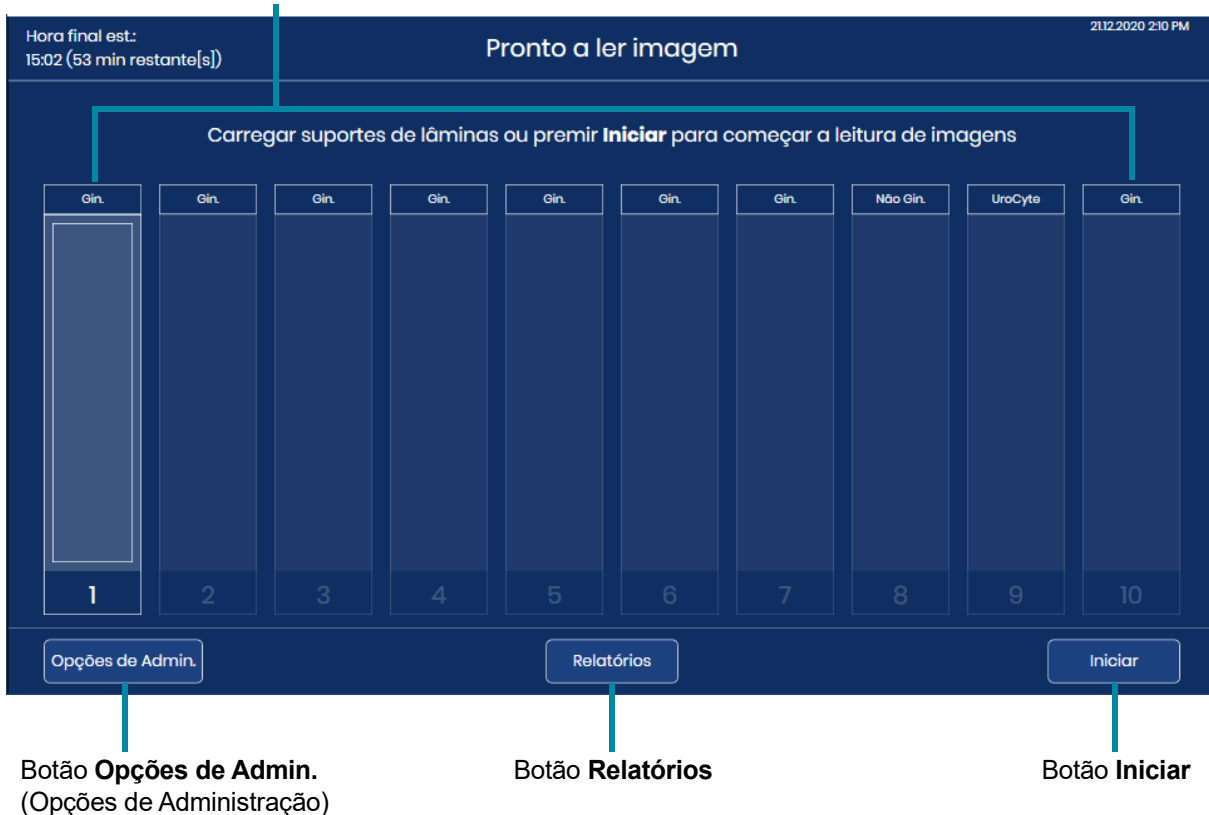 Hora final est.:
15:02 (53 min restante[s])
Pronto a ler imagem
21.12.2020 2:10 PM
Carregar suportes de lâminas ou premir Iniciar para começar a leitura de imagens
Gin. Gin. Gin. Gin. Gin. Gin. Gin. Não Gin. UroCyte Gin.
1 2 3 4 5 6 7 8 9 10
Opções de Admin. Relatórios Iniciar
Botão Opções de Admin.
(Opções de Administração)
Botão Relatórios
Botão Iniciar